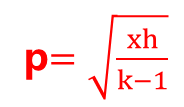 p= √(xh/(k−1))